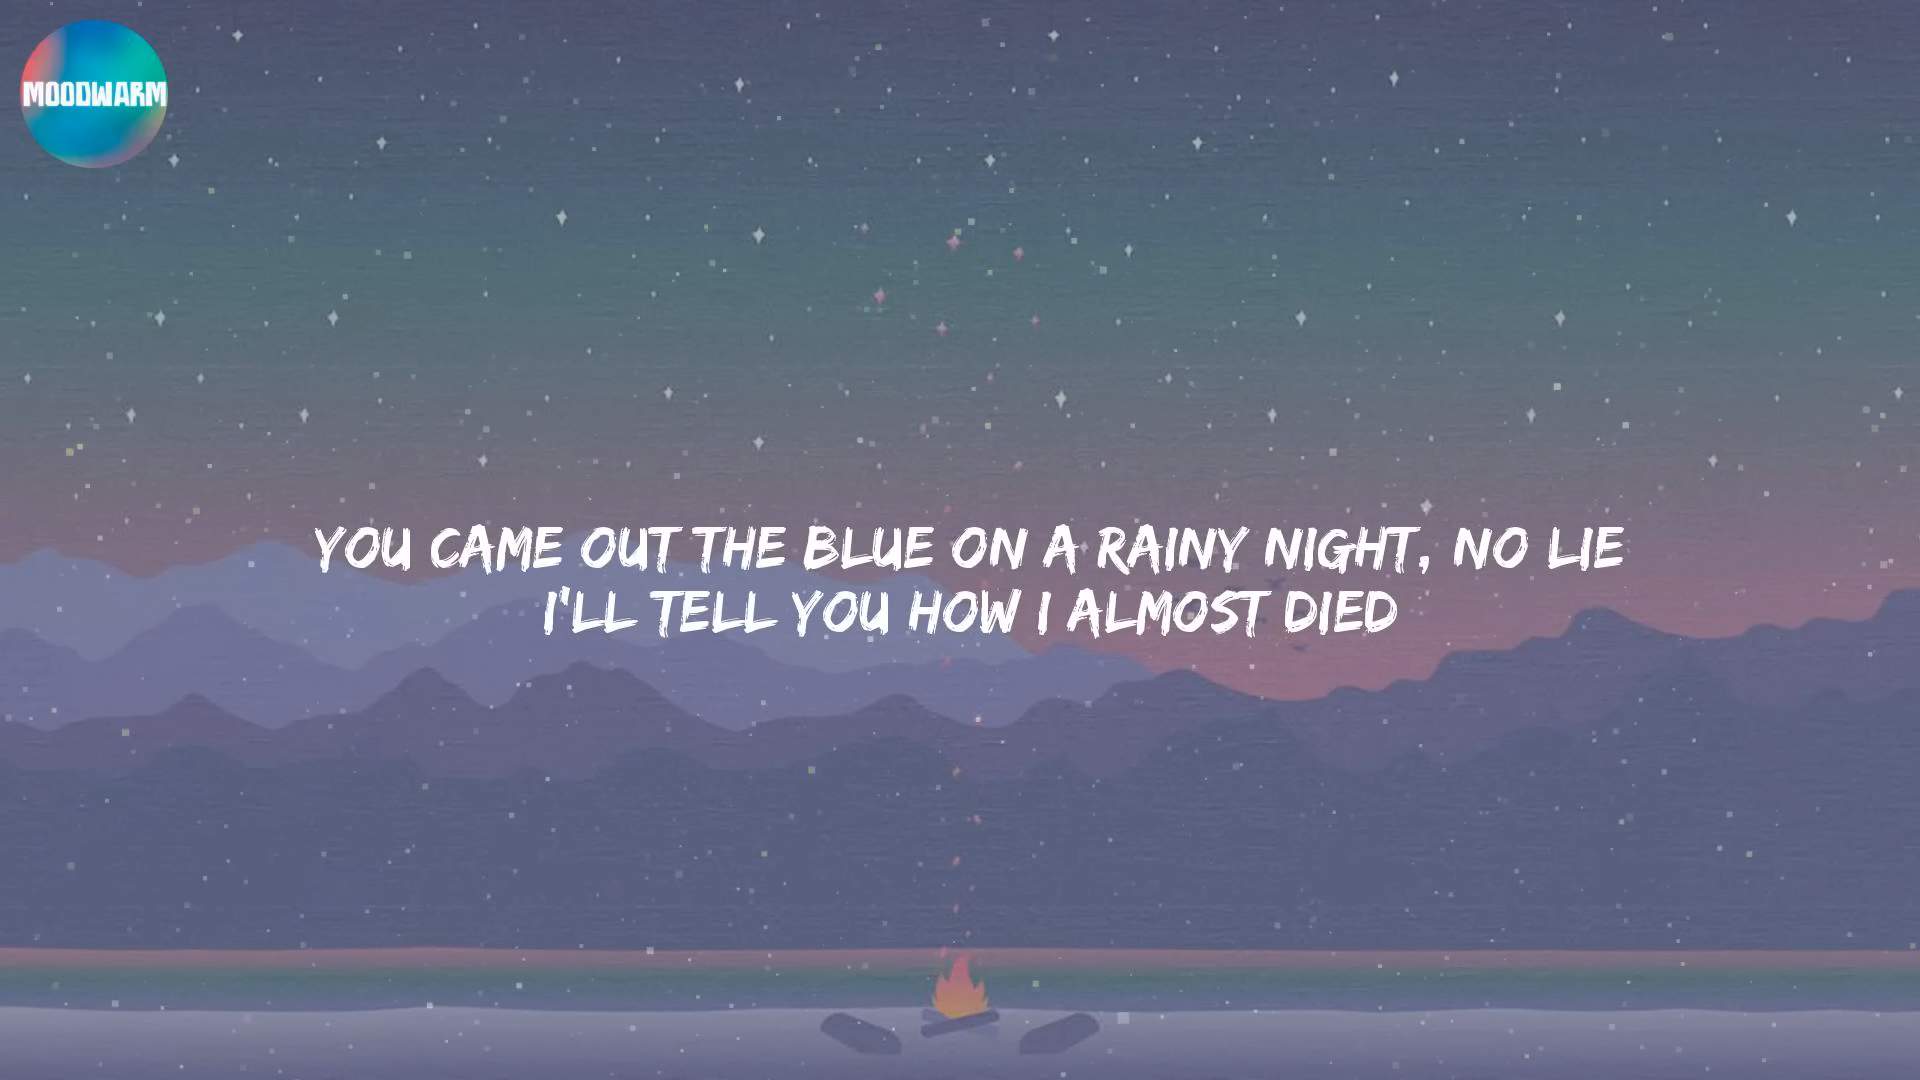 MOODWARM
YOU CAME OUT THE BLUE ON A RAINY NIGHT, NO LIE
I'LL TELL YOU HOW I ALMOST DIED